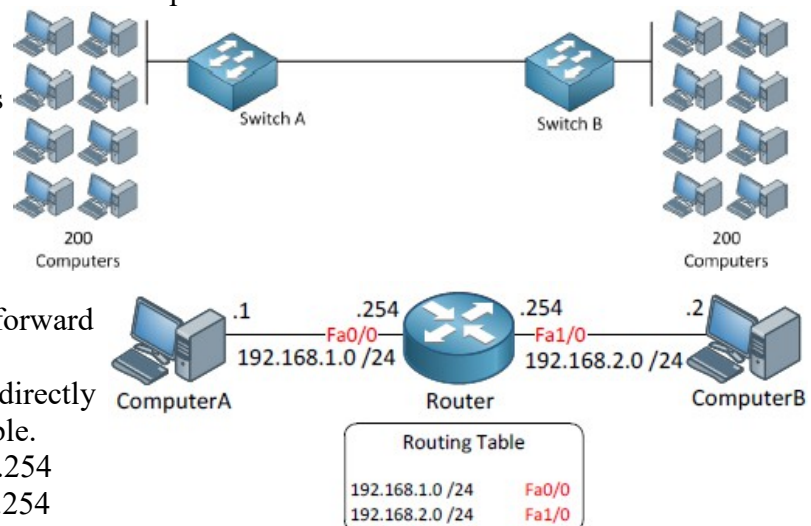 Switch A
Switch B
200
Computers
200
Computers
forward
directly
ble.
.254
.254
.1
.254
.254
.2
Fa0/0
Fa1/0
192.168.1.0 /24
192.168.2.0 /24
ComputerA
Router
ComputerB
Routing Table
192.168.1.0 /24 Fa0/0
192.168.2.0 /24 Fa1/0